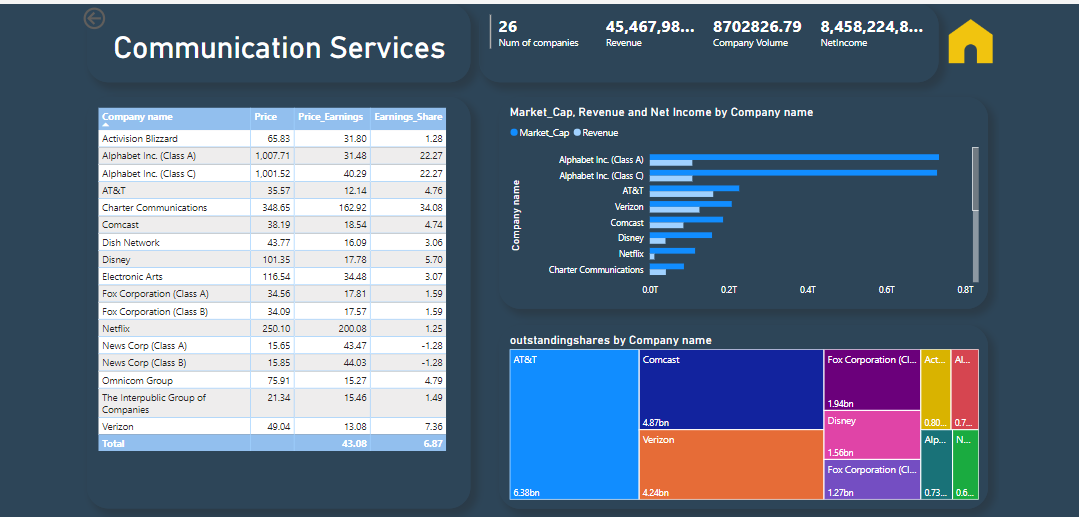 Communication Services
26
Num of companies
45,467,98...
Revenue
8702826.79
Company Volume
8,458,224,8...
NetIncome
Company name Price Price_Earnings Earnings_Share
Activision Blizzard 65.83 31.80 1.28
Alphabet Inc. (Class A) 1,007.71 31.48 22.27
Alphabet Inc. (Class C) 1,001.52 40.29 22.27
AT&T 35.57 12.14 4.76
Charter Communications 348.65 162.92 34.08
Comcast 38.19 18.54 4.74
Dish Network 43.77 16.09 3.06
Disney 101.35 17.78 5.70
Electronic Arts 116.54 34.48 3.07
Fox Corporation (Class A) 34.56 17.81 1.59
Fox Corporation (Class B) 34.09 17.57 1.59
Netflix 250.10 200.08 1.25
News Corp (Class A) 15.65 43.47 -1.28
News Corp (Class B) 15.85 44.03 -1.28
Omnicom Group 75.91 15.27 4.79
The Interpublic Group of 21.34 15.46 1.49
Companies
Verizon 49.04 13.08 7.36
Total 43.08 6.87
Market_Cap, Revenue and Net Income by Company name
Market_Cap Revenue
Company name
Alphabet Inc. (Class A)
Alphabet Inc. (Class C)
AT&T
Verizon
Comcast
Disney
Netflix
Charter Communications
0.0T 0.2T 0.4T 0.6T 0.8T
outstandingshares by Company name
AT&T
6.38bn
Comcast
4.87bn
Verizon
4.24bn
Fox Corporation (Cl...
1.94bn
Disney
1.56bn
Fox Corporation (Cl...
1.27bn
Act...
0.80...
Al...
0.7...
Alp...
0.73...
N...
0.6...